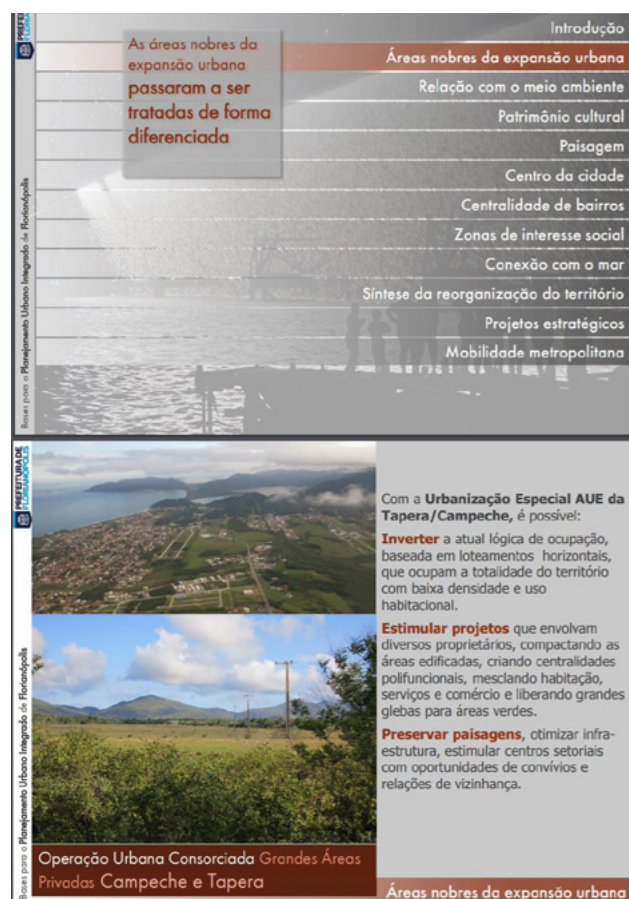 PREFEITURA DE
As áreas nobres da
expansão urbana
passaram a ser
tratadas de forma
diferenciada
Introdução
Áreas nobres da expansão urbana
Relação com o meio ambiente
Patrimônio cultural
Paisagem
Centro da cidade
Centralidade de bairros
Zonas de interesse social
Conexão com o mar
Síntese da reorganização do território
Projetos estratégicos
Mobilidade metropolitana
Bases para o Planejamento Urbano Integrado de Florianópolis
PREFEITURA DE
FLORIANÓPOLIS
Com a Urbanização Especial AUE da
Tapera/Campeche, é possível:
Inverter a atual lógica de ocupação,
baseada em loteamentos horizontais,
que ocupam a totalidade do território
com baixa densidade e uso
habitacional.
Estimular projetos que envolvam
diversos proprietários, compactando as
áreas edificadas, criando centralidades
polifuncionais, mesclando habitação,
serviços e comércio e liberando grandes
glebas para áreas verdes.
Preservar paisagens, otimizar infra-
estrutura, estimular centros setoriais
com oportunidades de convívios e
relações de vizinhança.
Bases para o Planejamento Urbano Integrado de Florianópolis
Operação Urbana Consorciada Grandes Áreas
Privadas Campeche e Tapera
Áreas nobres da expansão urbana